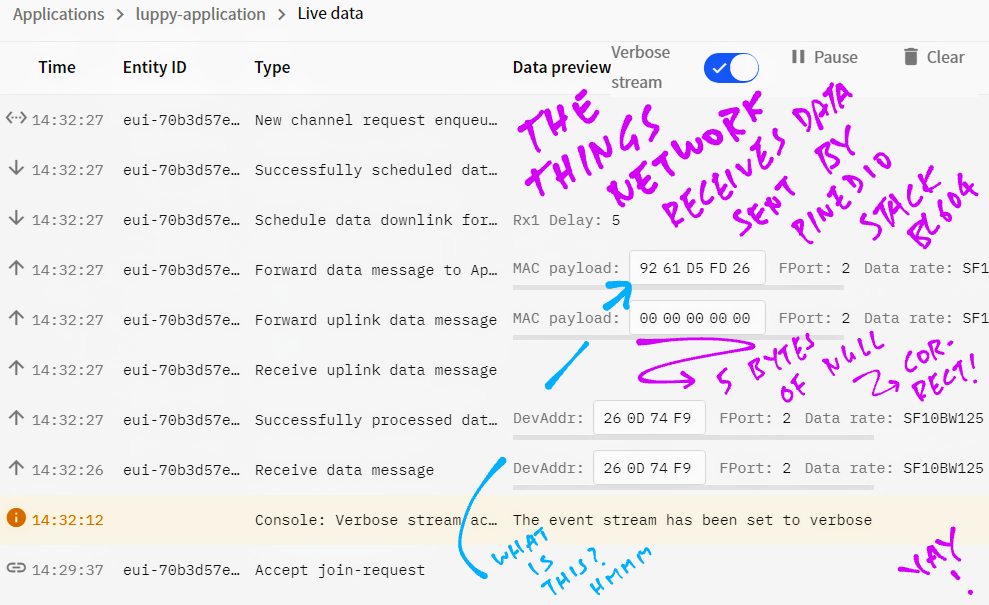 Applications > luppy-application > Live data
Time Entity ID Type Data preview Verbose stream Pause Clear
14:32:27 eui-70b3d57e… New channel request enqueu…
14:32:27 eui-70b3d57e… Successfully scheduled dat…
14:32:27 eui-70b3d57e… Schedule data downlink for… Rx1 Delay: 5
14:32:27 eui-70b3d57e… Forward data message to Ap… MAC payload: 92 61 D5 FD 26 FPort: 2 Data rate: SF1
14:32:27 eui-70b3d57e… Forward uplink data message MAC payload: 00 00 00 00 00 FPort: 2 Data rate: SF1
14:32:27 eui-70b3d57e… Receive uplink data message
14:32:27 eui-70b3d57e… Successfully processed dat… DevAddr: 26 0D 74 F9 FPort: 2 Data rate: SF10BW125
14:32:26 eui-70b3d57e… Receive data message DevAddr: 26 0D 74 F9 FPort: 2 Data rate: SF10BW125
14:32:12 Console: Verbose stream ac… The event stream has been set to verbose
14:29:37 eui-70b3d57e… Accept join-request
THE
THINGS
NETWORK
RECEIVES DATA
SENT BY
PINEDIO
STACK
BL604
5 BYTES
OF NULL
COR-
RECT!
WHAT
IS
THIS?
HMMM
YAY!